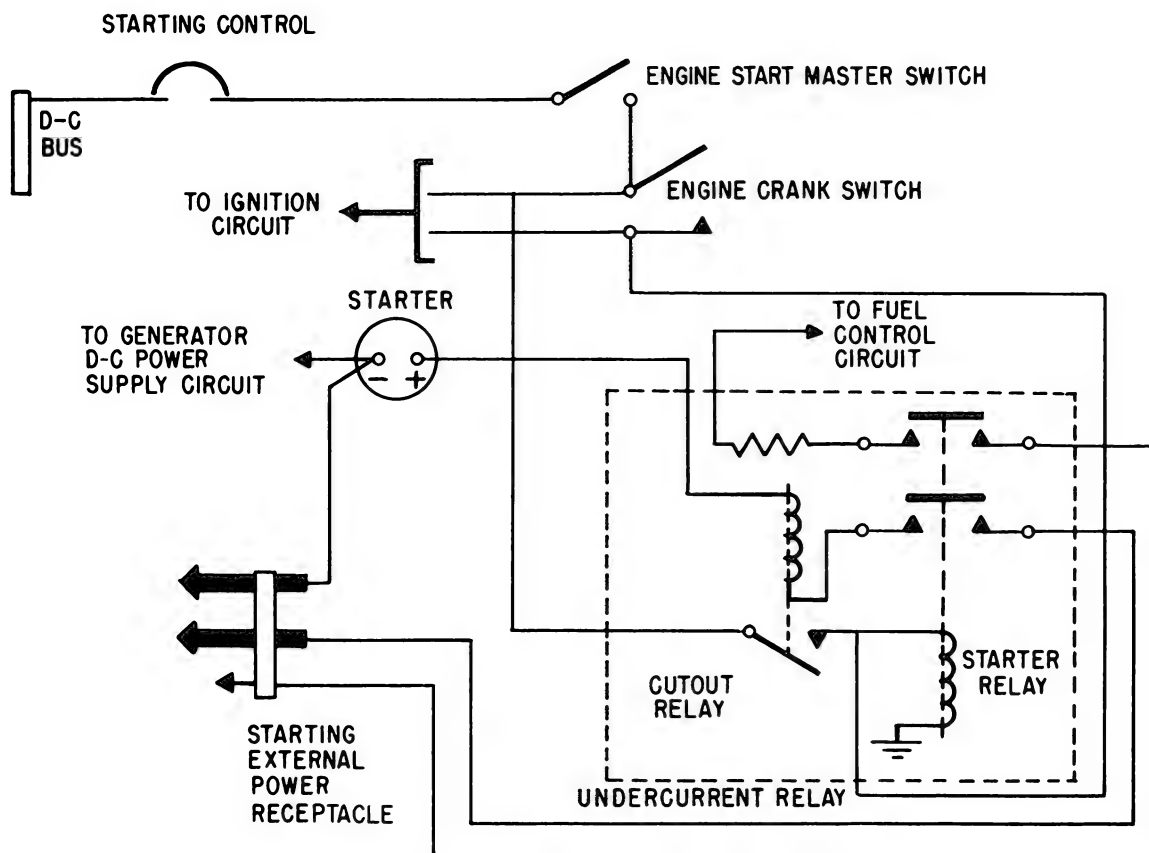 STARTING CONTROL
ENGINE START MASTER SWITCH
D-C
BUS
ENGINE CRANK SWITCH
TO IGNITION
CIRCUIT
STARTER
TO FUEL
CONTROL
CIRCUIT
TO GENERATOR
D-C POWER
SUPPLY CIRCUIT
- +
CUTOUT
RELAY
STARTER
RELAY
STARTING
EXTERNAL
POWER
RECEPTACLE
UNDERCURRENT RELAY